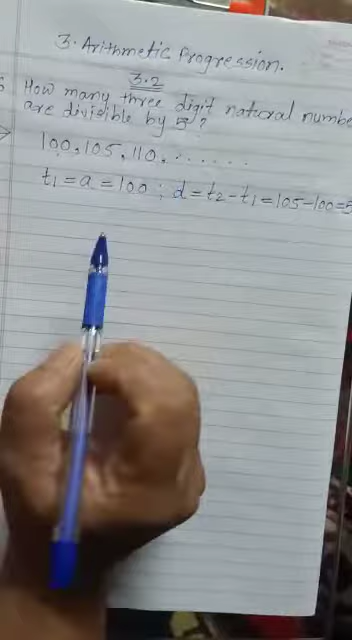 3. Arithmetic Progression.
3.2
How many three digit natural numbe
are divisible by 5?
100, 105, 110, .......
t₁ = a = 100 ; d = t₂ - t₁ = 105 - 100 = 5